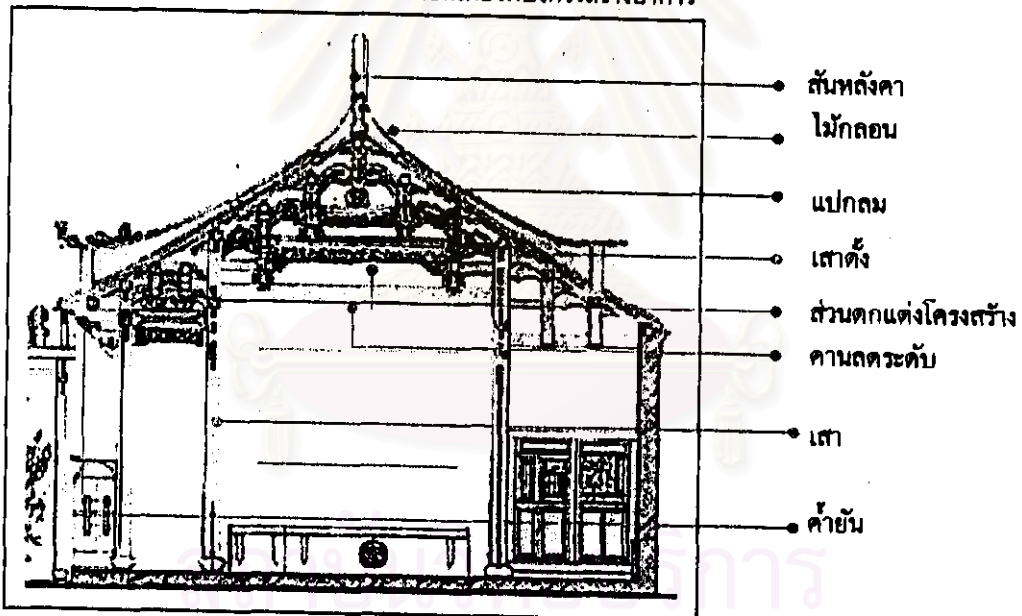 สันหลังคา
ไม้กลอน
แปกลม
เสาดั้ง
ส่วนตกแต่งโครงสร้าง
คานลดระดับ
เสา
ค้ำยัน